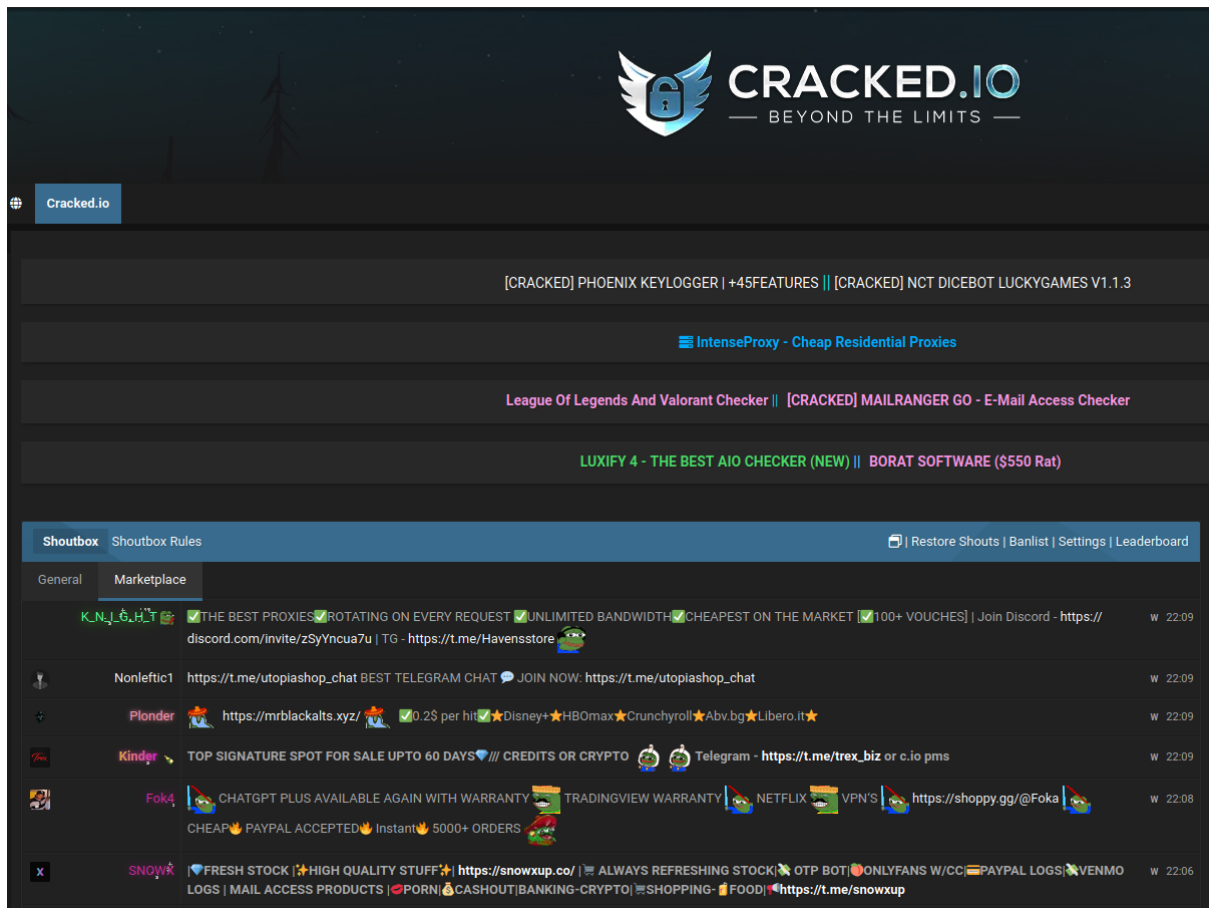 CRACKED.IO
BEYOND THE LIMITS
Cracked.io
[CRACKED] PHOENIX KEYLOGGER | +45FEATURES || [CRACKED] NCT DICEBOT LUCKYGAMES V1.1.3
IntenseProxy - Cheap Residential Proxies
League Of Legends And Valorant Checker || [CRACKED] MAILRANGER GO - E-Mail Access Checker
LUXIFY 4 - THE BEST AIO CHECKER (NEW) || BORAT SOFTWARE ($550 Rat)
Shoutbox Shoutbox Rules | Restore Shouts | Banlist | Settings | Leaderboard
General Marketplace
K_N_I_G_H_T ✅THE BEST PROXIES✅ROTATING ON EVERY REQUEST ✅UNLIMITED BANDWIDTH✅CHEAPEST ON THE MARKET [✅100+ VOUCHES] | Join Discord - https:// w 22:09
discord.com/invite/zSyYncua7u | TG - https://t.me/Havensstore
Nonleftic1 https://t.me/utopiashop_chat BEST TELEGRAM CHAT 💬 JOIN NOW: https://t.me/utopiashop_chat w 22:09
Plonder https://mrblackalts.xyz/ ✅0.2$ per hit✅⭐Disney+⭐HBOmax⭐Crunchyroll⭐Abv.bg⭐Libero.it⭐ w 22:09
Kinder TOP SIGNATURE SPOT FOR SALE UPTO 60 DAYS💎/// CREDITS OR CRYPTO Telegram - https://t.me/trex_biz or c.io pms w 22:09
Fok4 CHATGPT PLUS AVAILABLE AGAIN WITH WARRANTY TRADINGVIEW WARRANTY NETFLIX VPN'S https://shoppy.gg/@Foka w 22:08
CHEAP🔥 PAYPAL ACCEPTED🔥 Instant🔥 5000+ ORDERS
X SNOWX |💎FRESH STOCK |✨HIGH QUALITY STUFF✨| https://snowxup.co/ |🛒 ALWAYS REFRESHING STOCK|💸 OTP BOT|🍑ONLYFANS W/CC|💳PAYPAL LOGS|💸VENMO w 22:06
LOGS | MAIL ACCESS PRODUCTS |💋PORN|💰CASHOUT|BANKING-CRYPTO|🛒SHOPPING-🍺FOOD|📢https://t.me/snowxup